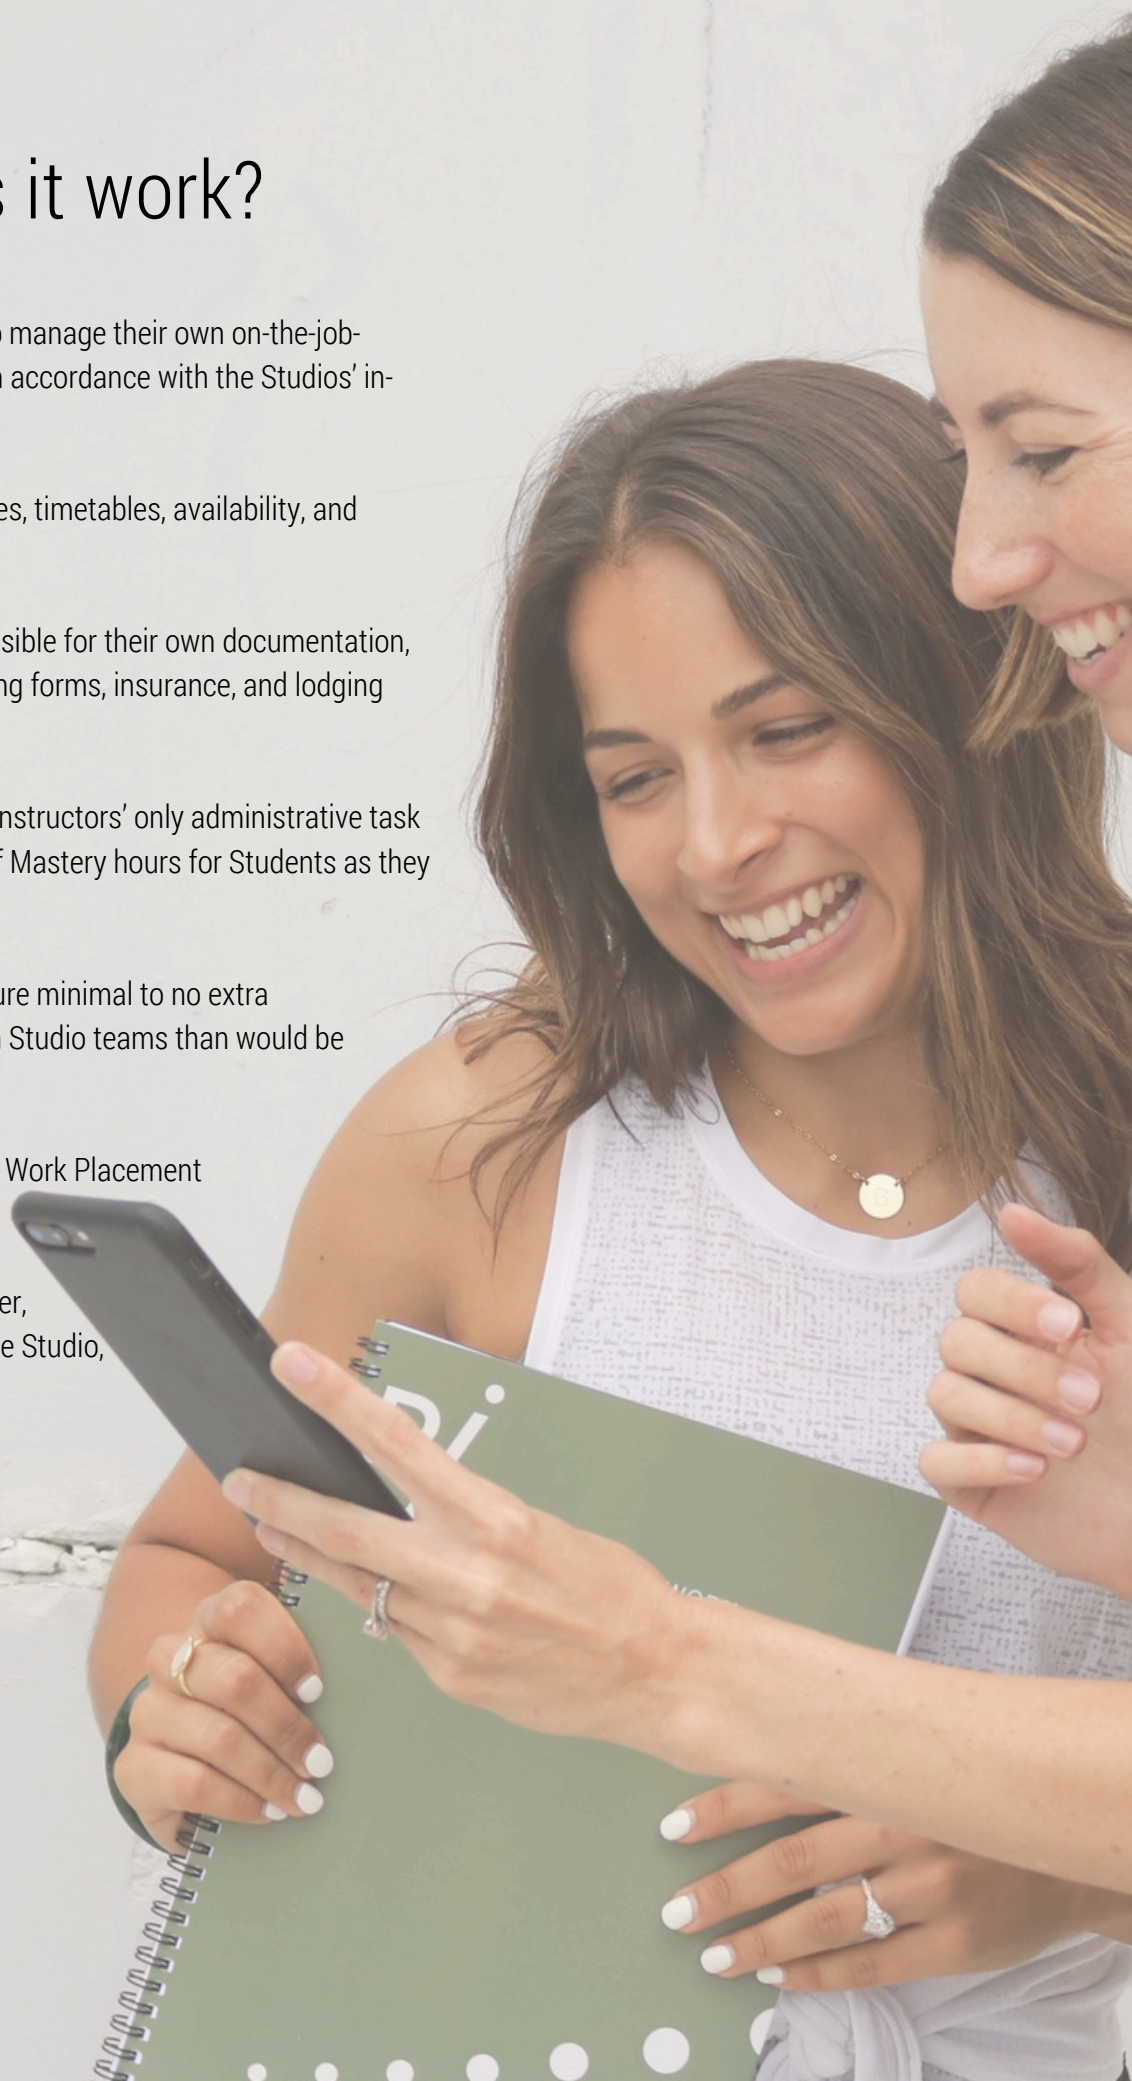 s it work?
o manage their own on-the-job-
n accordance with the Studios’ in-
es, timetables, availability, and
sible for their own documentation,
ng forms, insurance, and lodging
nstructors’ only administrative task
f Mastery hours for Students as they
ure minimal to no extra
n Studio teams than would be
Work Placement
er,
e Studio,
B
Pi